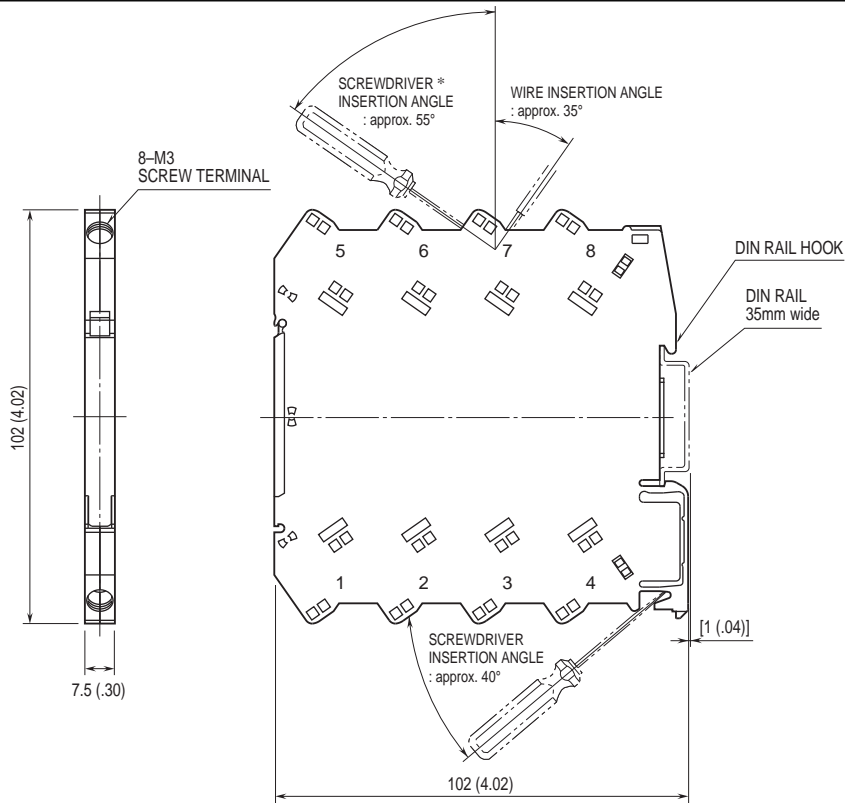 SCREWDRIVER *
INSERTION ANGLE
: approx. 55°
WIRE INSERTION ANGLE
: approx. 35°
8–M3
SCREW TERMINAL
5
6
7
8
DIN RAIL HOOK
DIN RAIL
35mm wide
102 (4.02)
1
2
3
4
[1 (.04)]
SCREWDRIVER
INSERTION ANGLE
: approx. 40°
7.5 (.30)
102 (4.02)